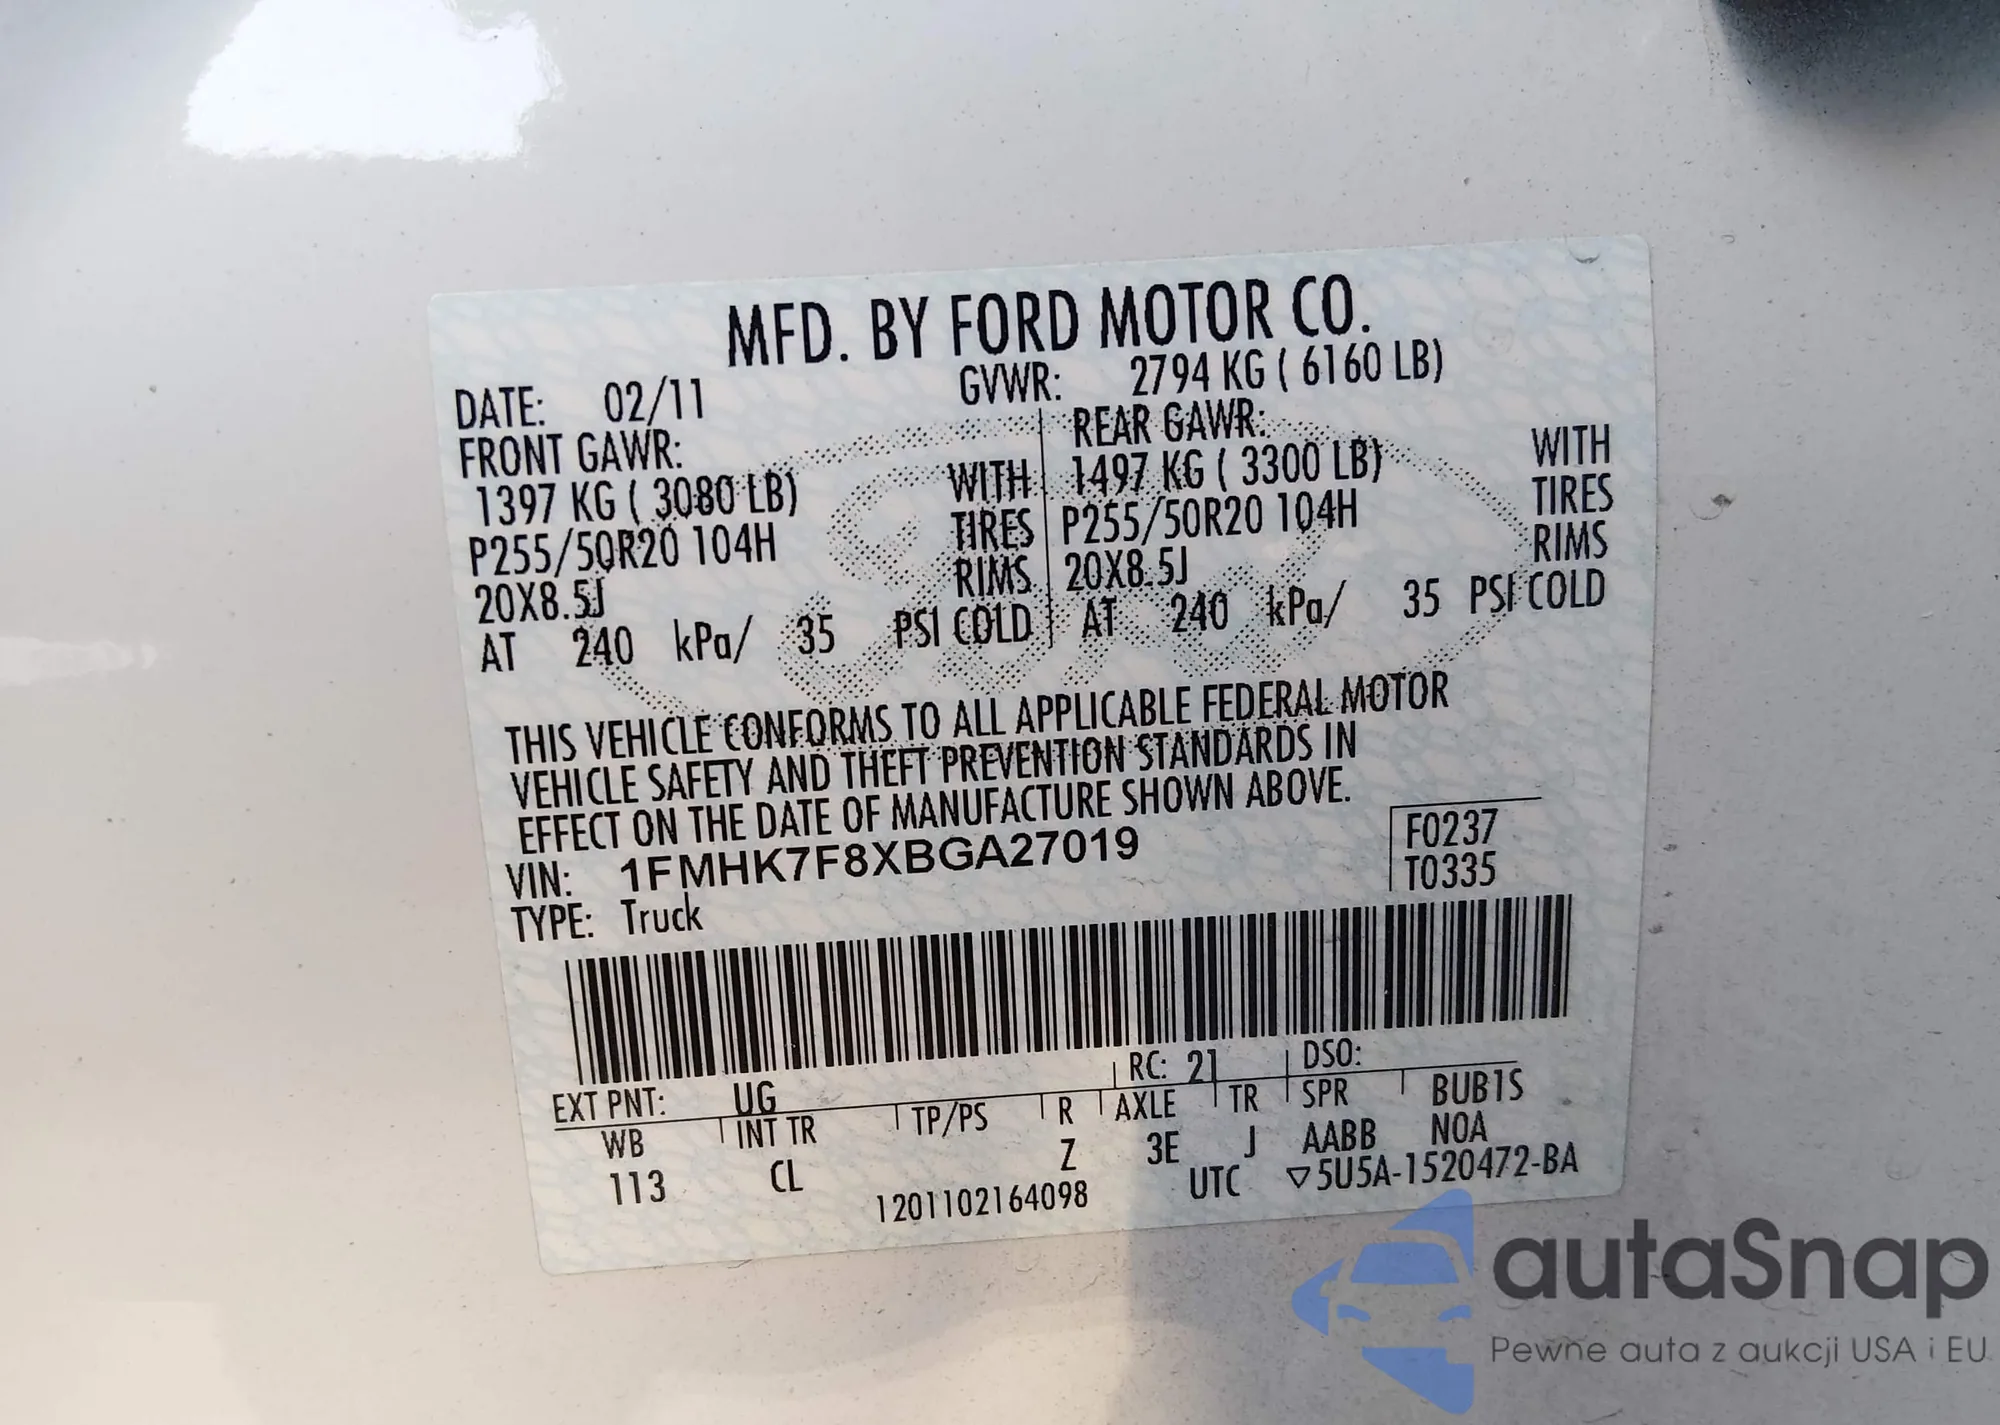 MFD. BY FORD MOTOR CO.
DATE: 02/11 GVWR: 2794 KG ( 6160 LB)
FRONT GAWR: REAR GAWR:
1397 KG ( 3080 LB) WITH 1497 KG ( 3300 LB) WITH
P255/50R20 104H TIRES P255/50R20 104H TIRES
20X8.5J RIMS 20X8.5J RIMS
AT 240 kPa/ 35 PSI COLD AT 240 kPa/ 35 PSI COLD
THIS VEHICLE CONFORMS TO ALL APPLICABLE FEDERAL MOTOR
VEHICLE SAFETY AND THEFT PREVENTION STANDARDS IN
EFFECT ON THE DATE OF MANUFACTURE SHOWN ABOVE.
VIN: 1FMHK7F8XBGA27019 F0237
TYPE: Truck T0335
EXT PNT: UG RC: 21 DSO:
WB INT TR TP/PS R AXLE TR SPR BUB1S
113 CL Z 3E J AABB NOA
1201102164098 UTC ▽5U5A-1520472-BA
autaSnap
Pewne auta z aukcji USA i EU